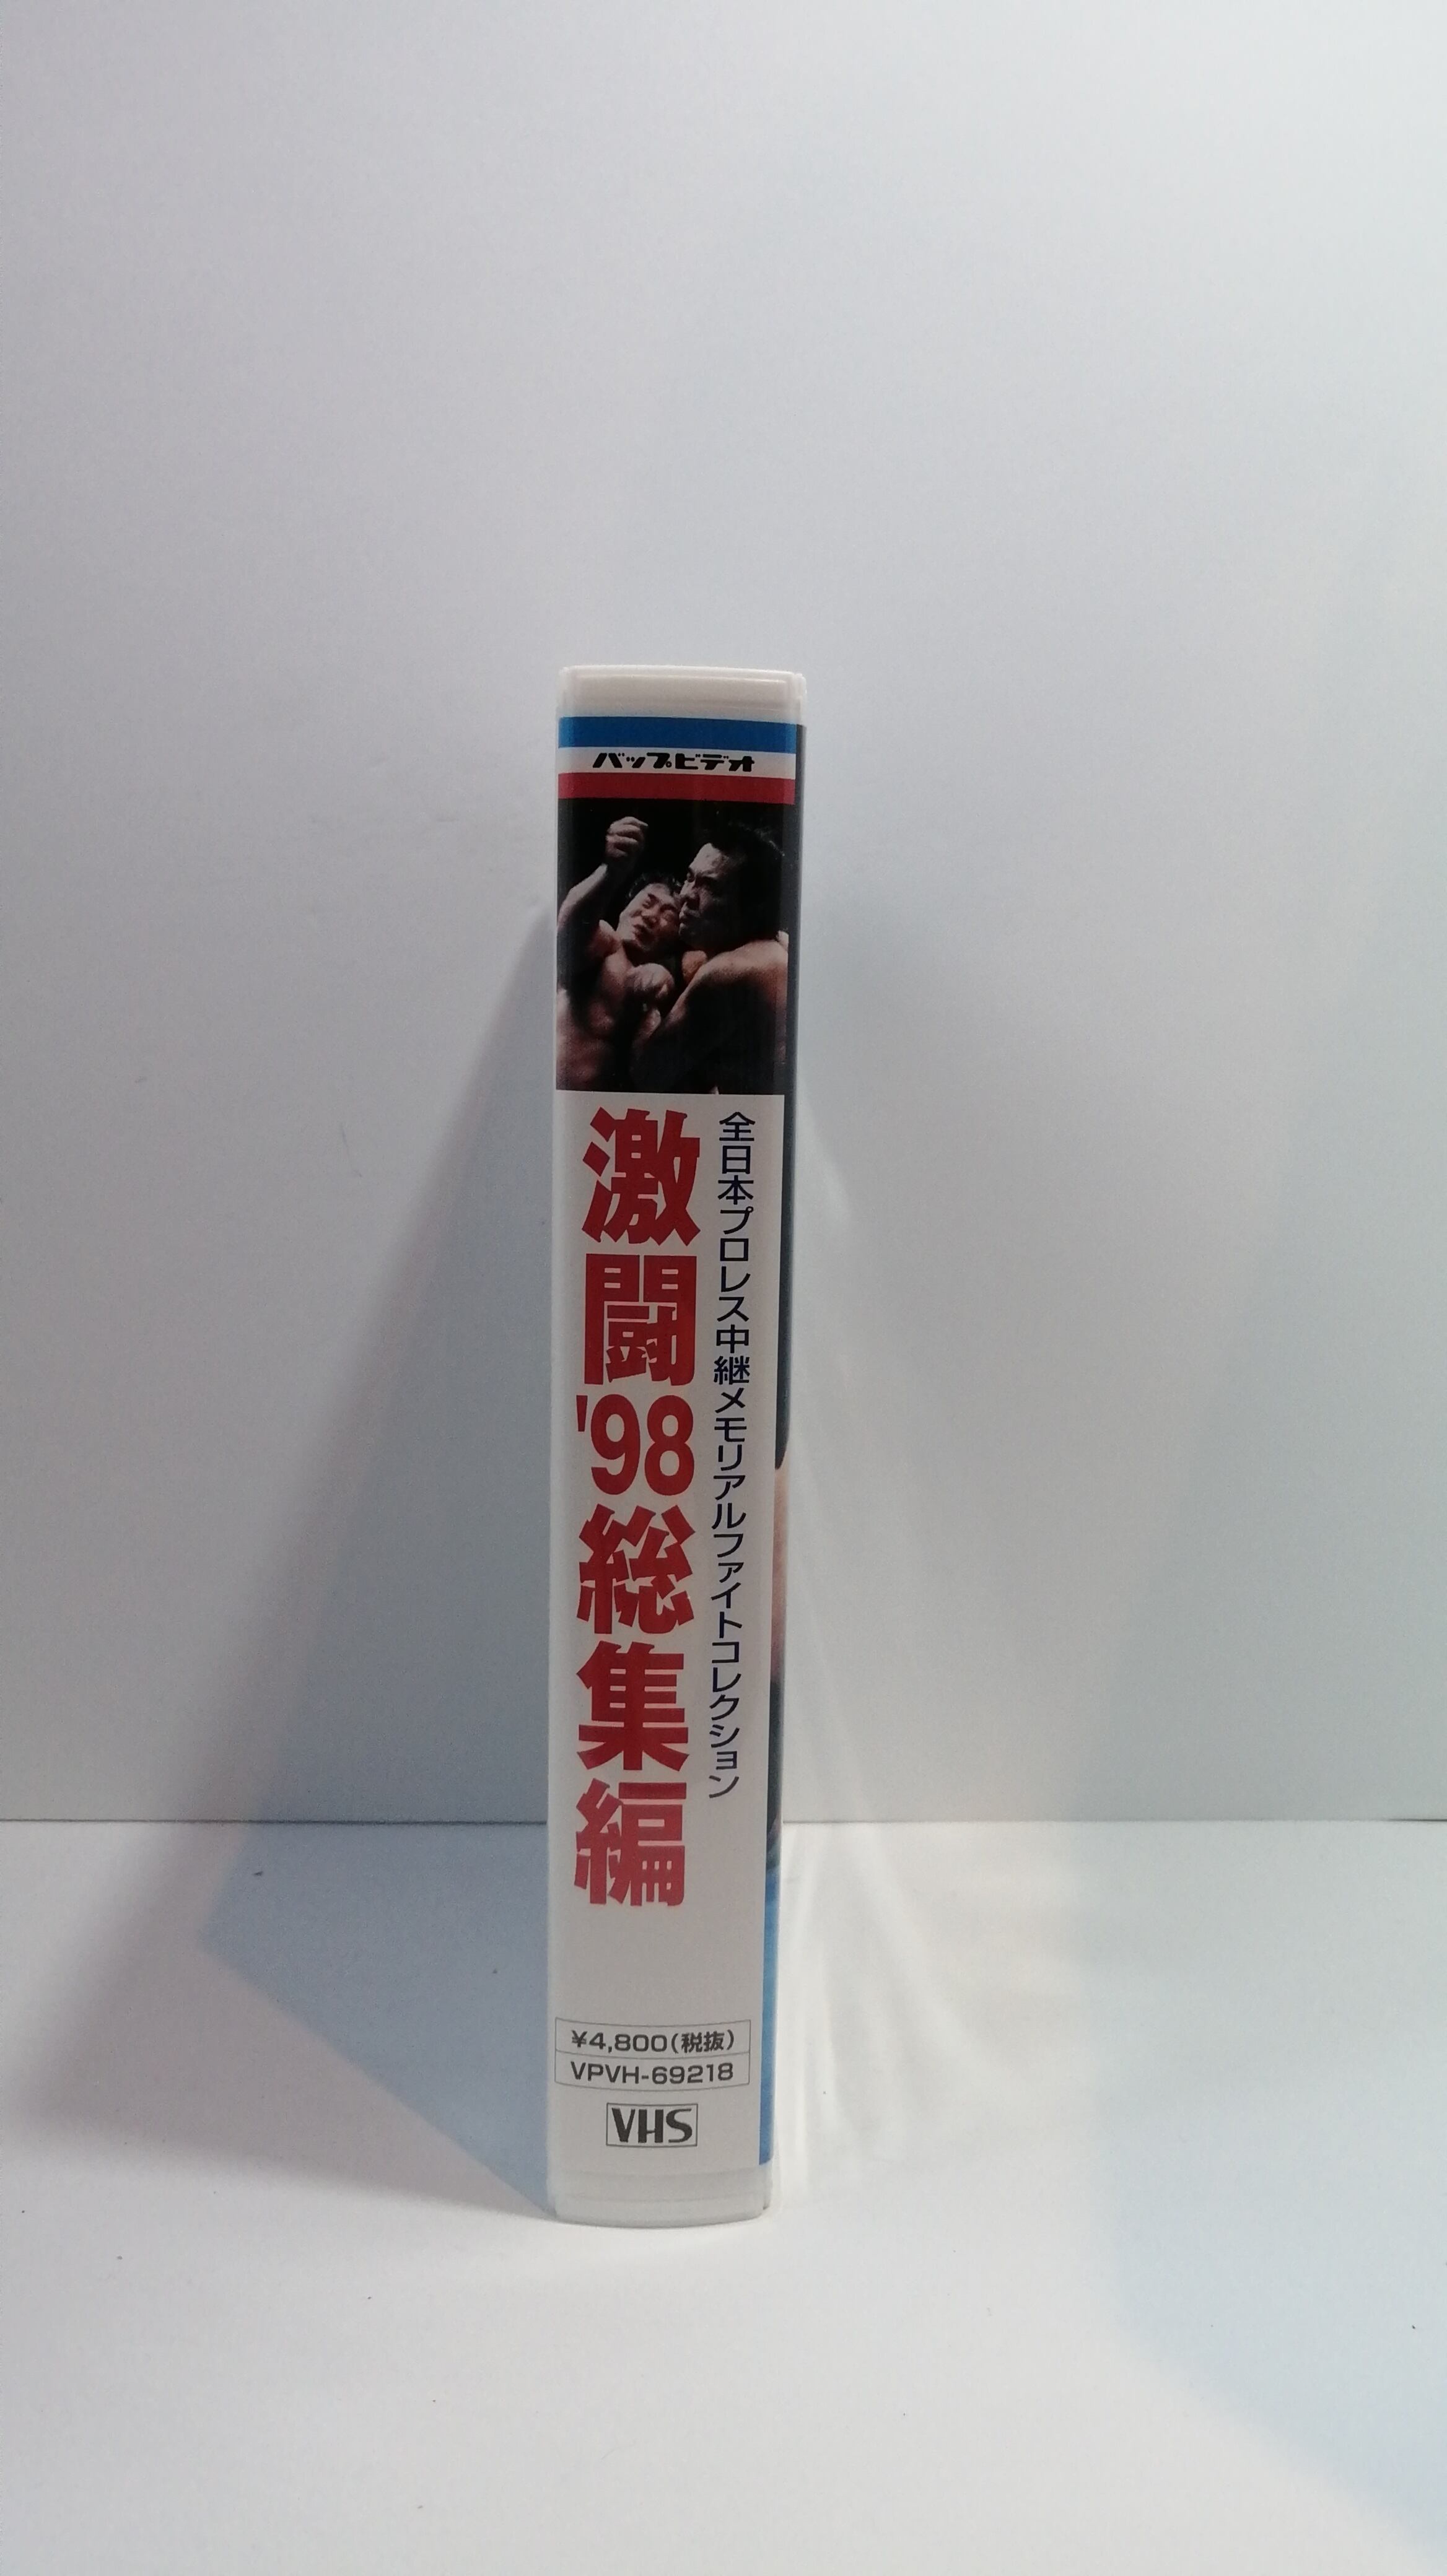 バップビデオ
全日本プロレス中継メモリアルファイトコレクション
激闘'98総集編
¥4,800(税抜)
VPVH-69218
VHS